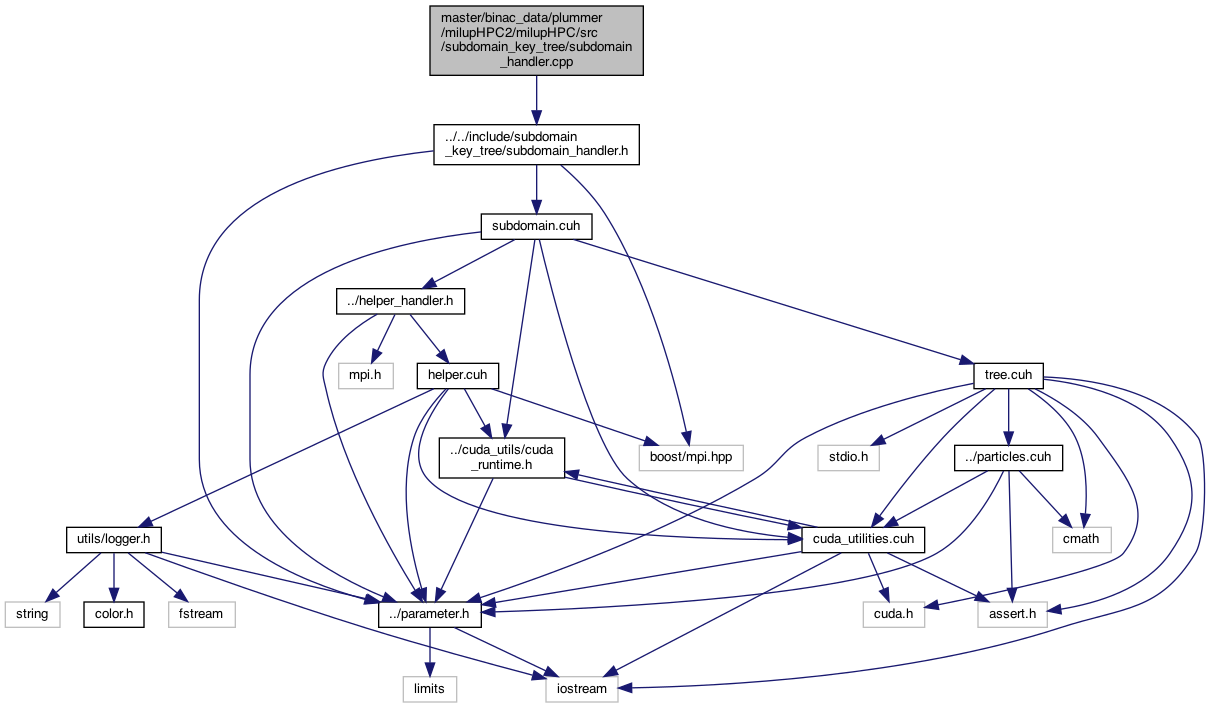 master/binac_data/plummer
/milupHPC2/milupHPC/src
/subdomain_key_tree/subdomain
_handler.cpp
../../include/subdomain
_key_tree/subdomain_handler.h
subdomain.cuh
../helper_handler.h
mpi.h
helper.cuh
tree.cuh
../cuda_utils/cuda
_runtime.h
boost/mpi.hpp
stdio.h
../particles.cuh
utils/logger.h
cuda_utilities.cuh
cmath
string
color.h
fstream
../parameter.h
cuda.h
assert.h
limits
iostream